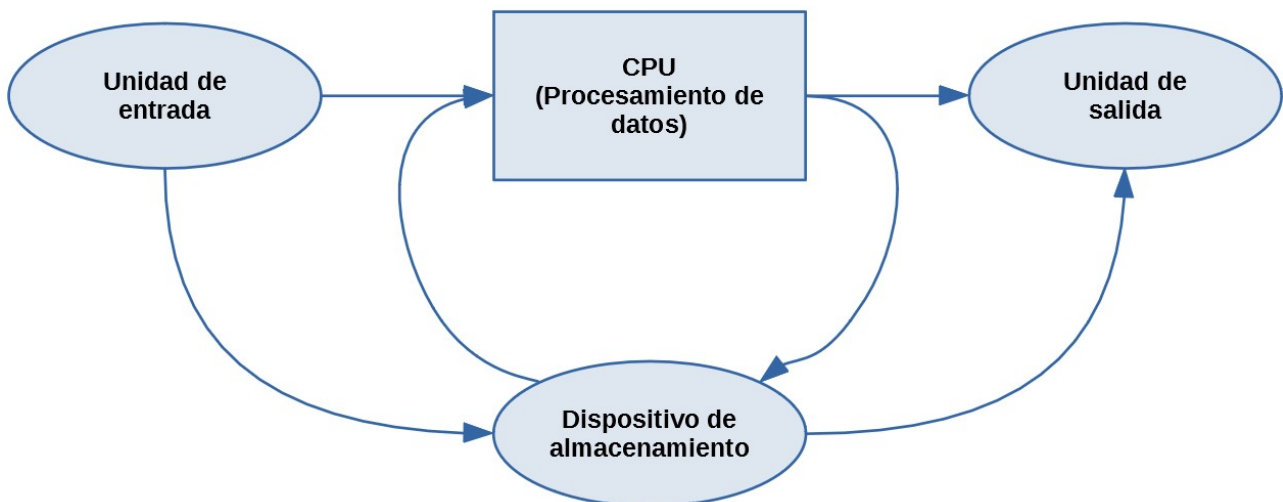 Unidad de
entrada
CPU
(Procesamiento de
datos)
Unidad de
salida
Dispositivo de
almacenamiento